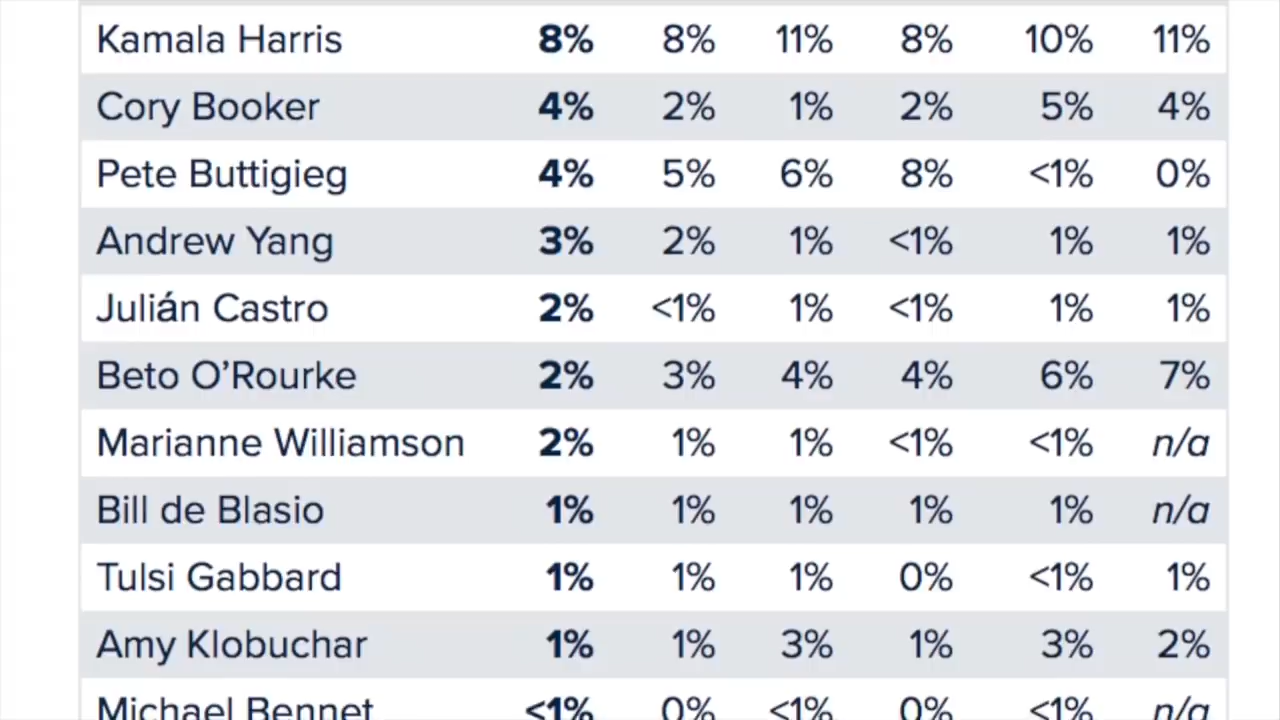 Kamala Harris 8% 8% 11% 8% 10% 11%
Cory Booker 4% 2% 1% 2% 5% 4%
Pete Buttigieg 4% 5% 6% 8% <1% 0%
Andrew Yang 3% 2% 1% <1% 1% 1%
Julián Castro 2% <1% 1% <1% 1% 1%
Beto O’Rourke 2% 3% 4% 4% 6% 7%
Marianne Williamson 2% 1% 1% <1% <1% n/a
Bill de Blasio 1% 1% 1% 1% 1% n/a
Tulsi Gabbard 1% 1% 1% 0% <1% 1%
Amy Klobuchar 1% 1% 3% 1% 3% 2%
Michael Bennet <1% 0% <1% 0% <1% n/a